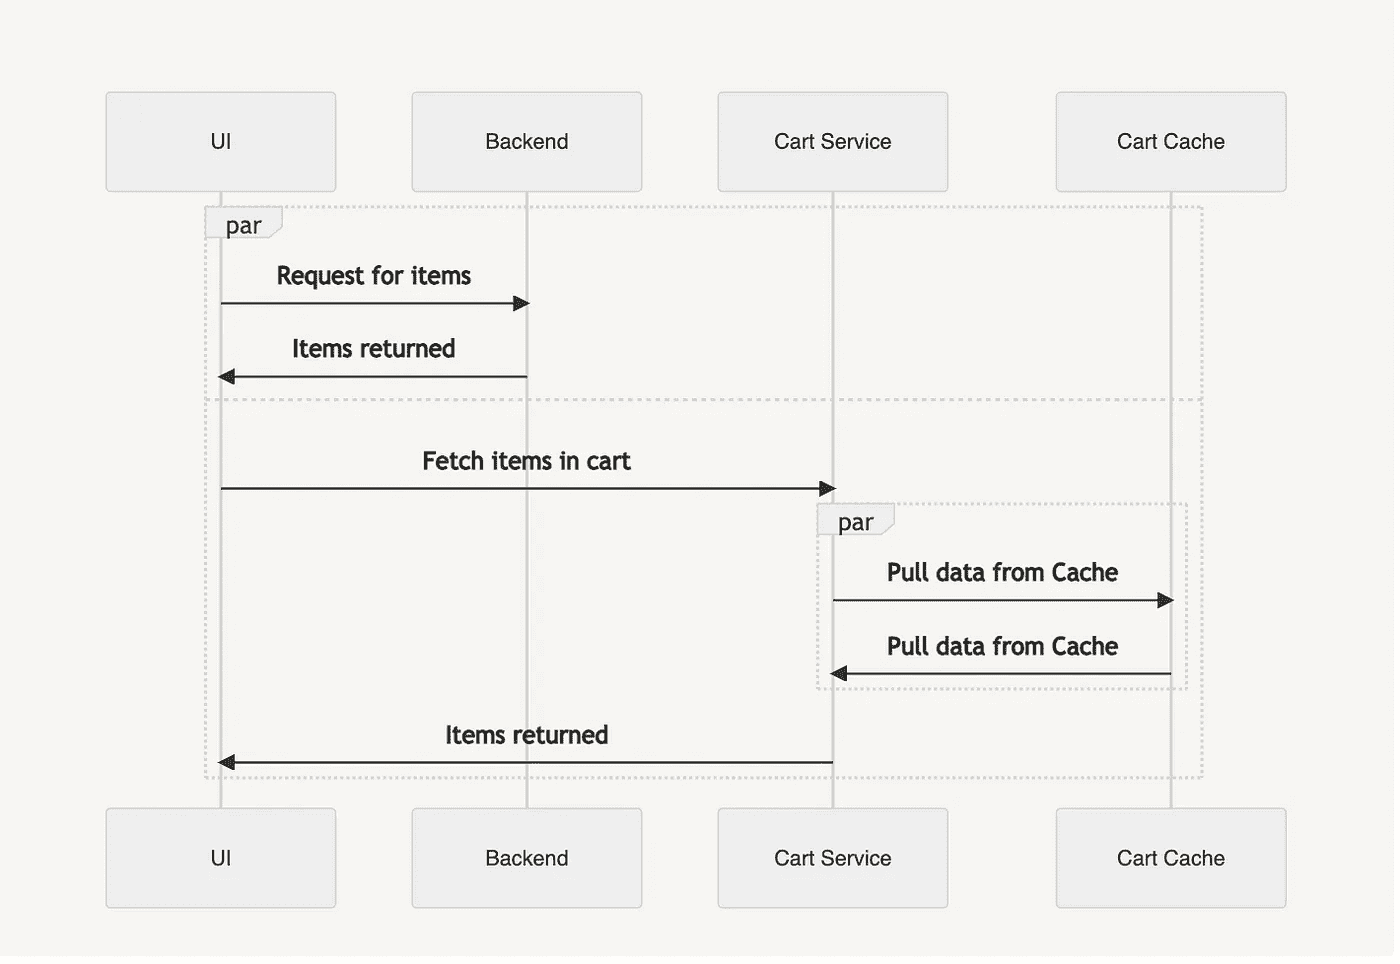 UI
Backend
Cart Service
Cart Cache
par
Request for items
Items returned
Fetch items in cart
par
Pull data from Cache
Pull data from Cache
Items returned
UI
Backend
Cart Service
Cart Cache